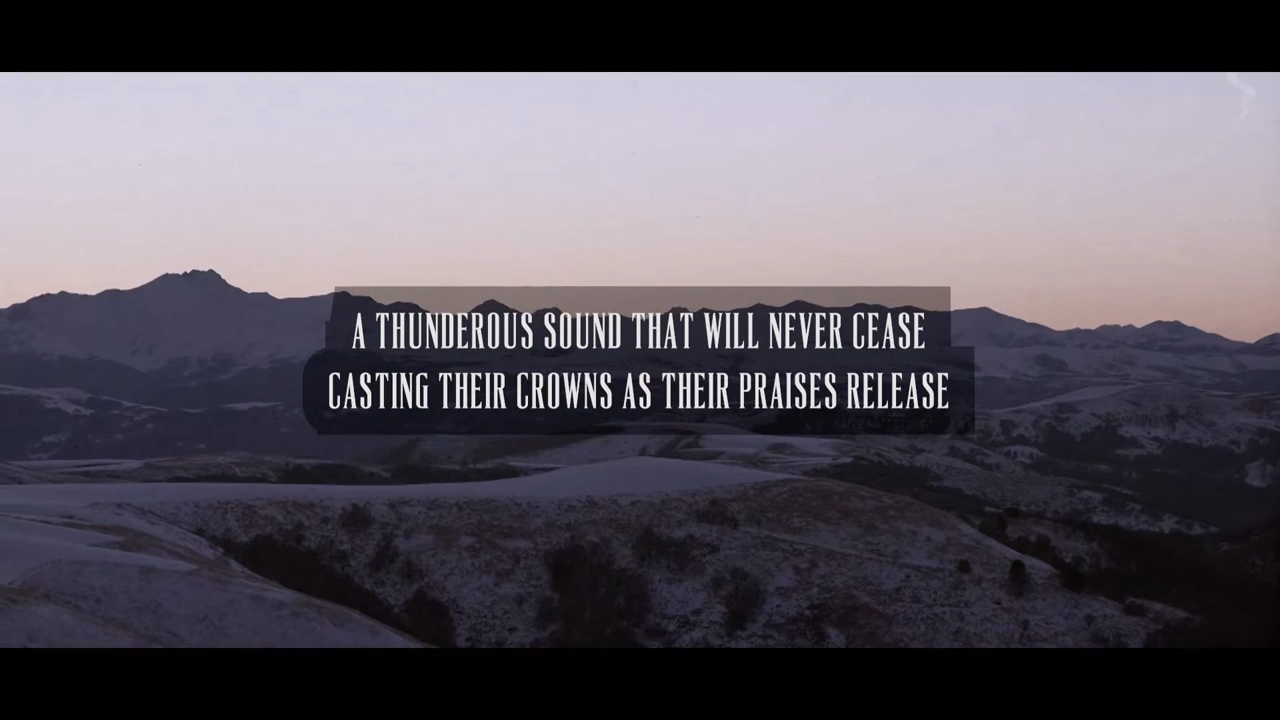 A THUNDEROUS SOUND THAT WILL NEVER CEASE
CASTING THEIR CROWNS AS THEIR PRAISES RELEASE